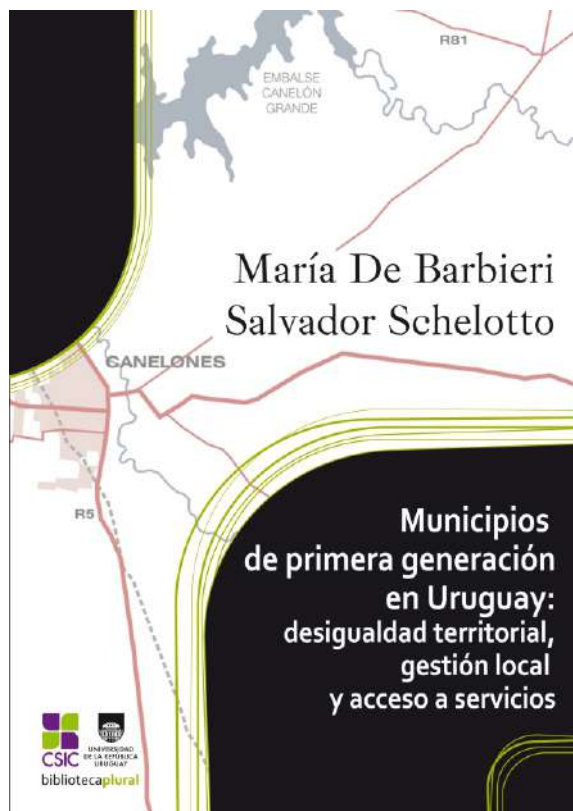 R81
EMBALSE
CANELÓN
GRANDE
María De Barbieri
Salvador Schelotto
CANELONES
R5
Municipios
de primera generación
en Uruguay:
desigualdad territorial,
gestión local
y acceso a servicios
CSIC
UNIVERSIDAD
DE LA REPÚBLICA
URUGUAY
bibliotecaplural